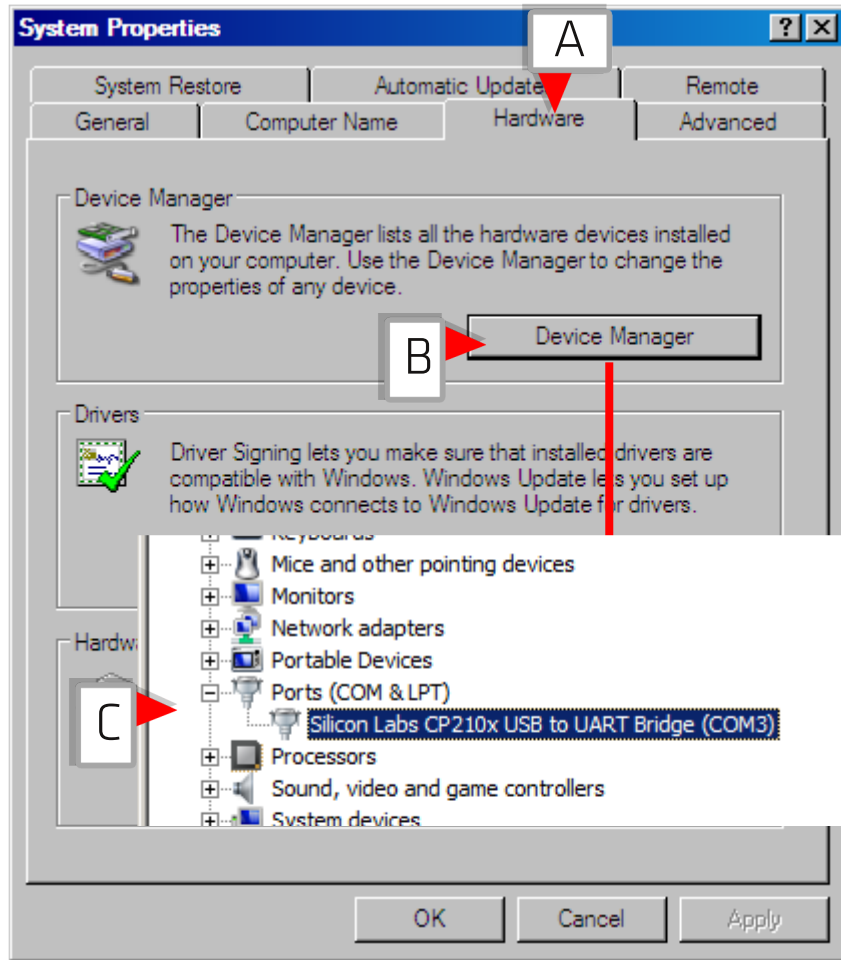 System Properties
A
System Restore
Automatic Update
Remote
General
Computer Name
Hardware
Advanced
Device Manager
The Device Manager lists all the hardware devices installed
on your computer. Use the Device Manager to change the
properties of any device.
B
Device Manager
Drivers
Driver Signing lets you make sure that installed drivers are
compatible with Windows. Windows Update lets you set up
how Windows connects to Windows Update for drivers.
Keyboards
Mice and other pointing devices
Monitors
Network adapters
Hardwa
Portable Devices
C
Ports (COM & LPT)
Silicon Labs CP210x USB to UART Bridge (COM3)
Processors
Sound, video and game controllers
System devices
OK
Cancel
Apply